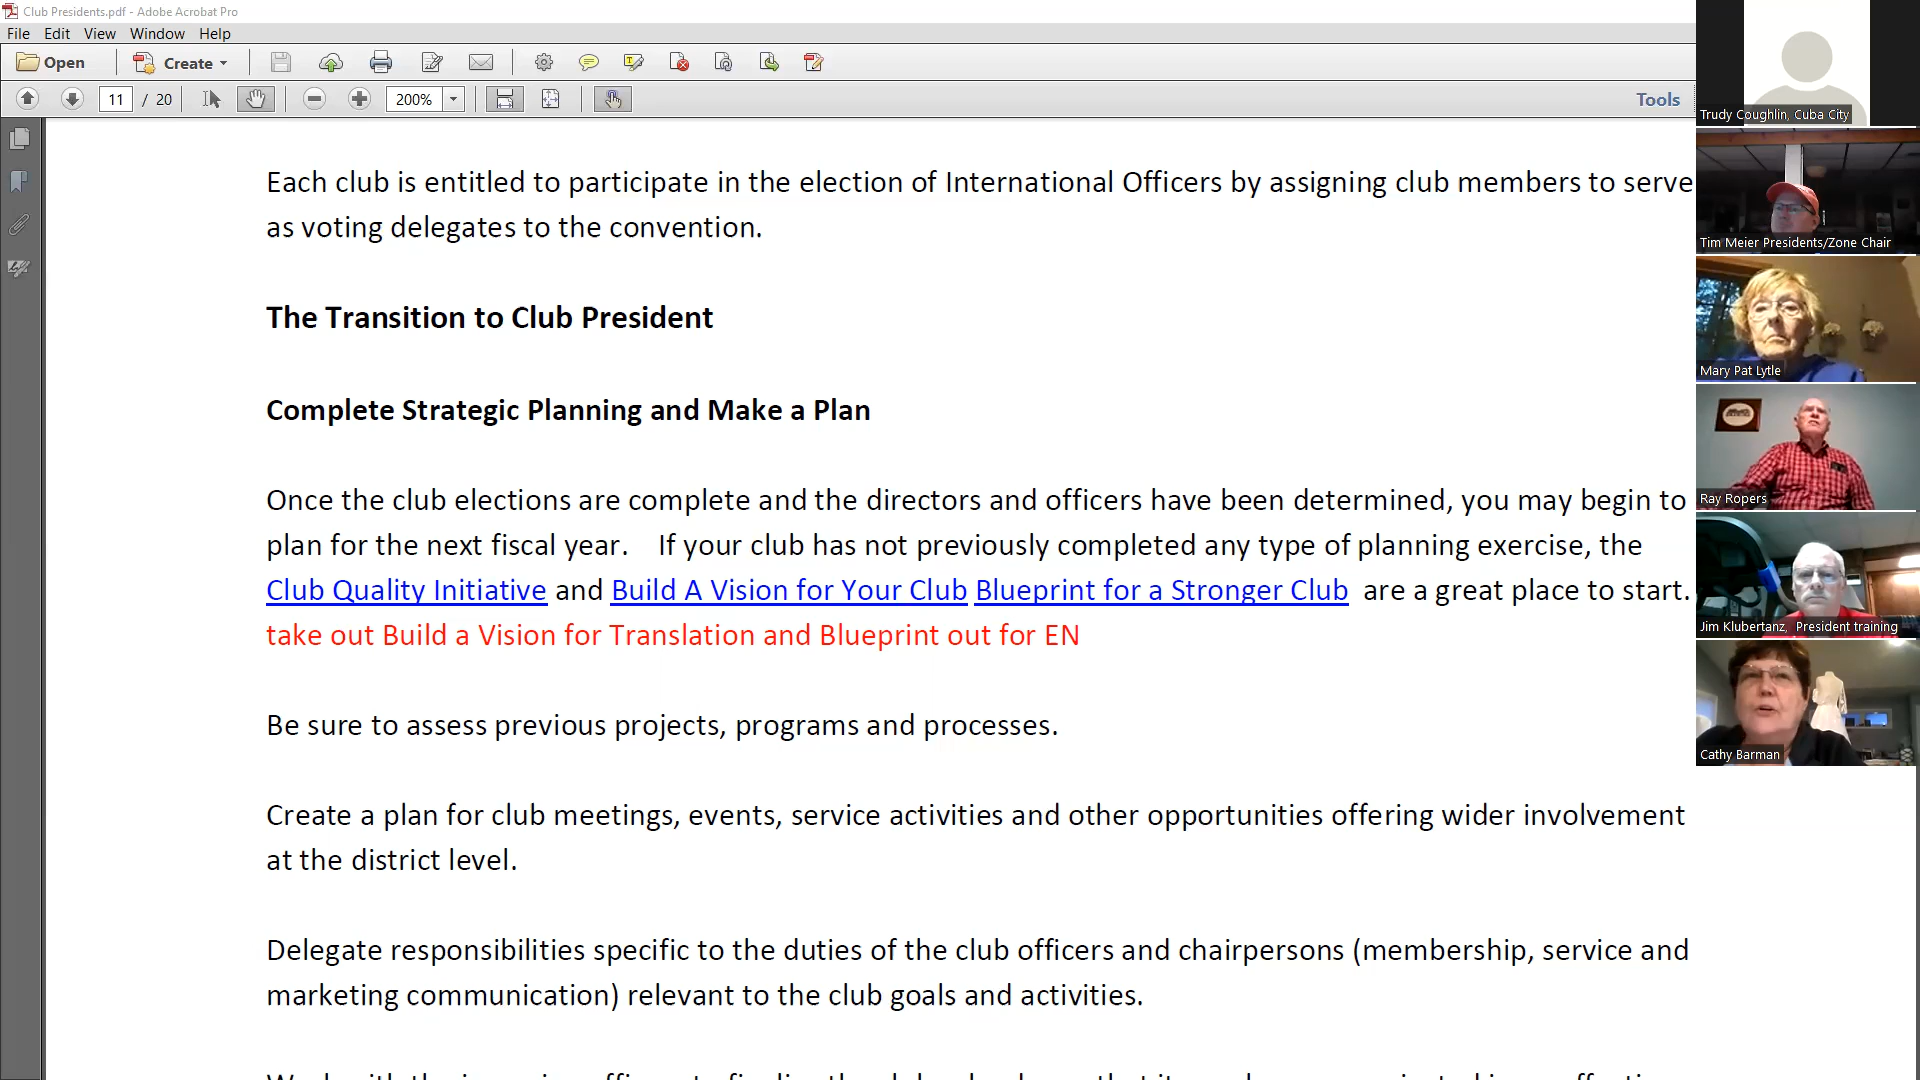 Club Presidents.pdf - Adobe Acrobat Pro
File Edit View Window Help
Open Create
11 / 20 200% Tools
Each club is entitled to participate in the election of International Officers by assigning club members to serve
as voting delegates to the convention.
The Transition to Club President
Complete Strategic Planning and Make a Plan
Once the club elections are complete and the directors and officers have been determined, you may begin to
plan for the next fiscal year. If your club has not previously completed any type of planning exercise, the
Club Quality Initiative and Build A Vision for Your Club Blueprint for a Stronger Club are a great place to start.
take out Build a Vision for Translation and Blueprint out for EN
Be sure to assess previous projects, programs and processes.
Create a plan for club meetings, events, service activities and other opportunities offering wider involvement
at the district level.
Delegate responsibilities specific to the duties of the club officers and chairpersons (membership, service and
marketing communication) relevant to the club goals and activities.
Trudy Coughlin, Cuba City
Tim Meier Presidents/Zone Chair
Mary Pat Lytle
Ray Ropers
Jim Klubertanz, President training
Cathy Barman